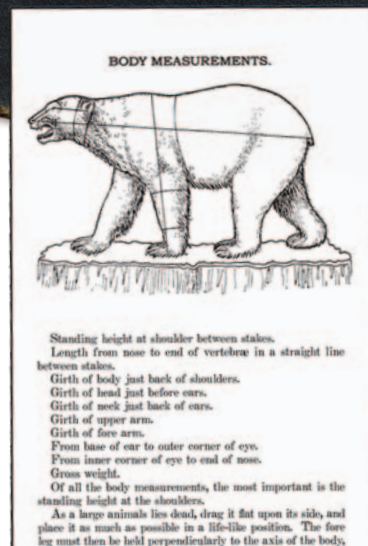 BODY MEASUREMENTS.
Standing height at shoulder between stakes.
Length from nose to end of vertebræ in a straight line
between stakes.
Girth of body just back of shoulders.
Girth of head just before ears.
Girth of neck just back of ears.
Girth of upper arm.
Girth of fore arm.
From base of ear to outer corner of eye.
From inner corner of eye to end of nose.
Gross weight.
Of all the body measurements, the most important is the
standing height at the shoulders.
As a large animals lies dead, drag it flat upon its side, and
place it as much as possible in a life-like position. The fore
leg must then be held perpendicularly to the axis of the body,